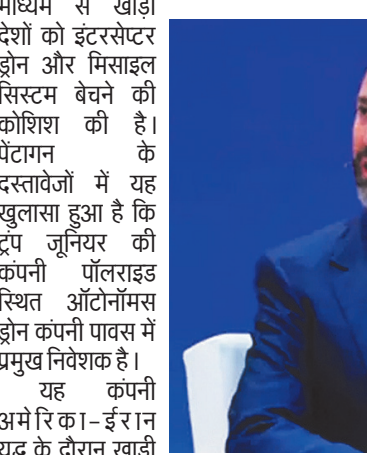 माध्यम से खाड़ी
देशों को इंटरसेप्टर
ड्रोन और मिसाइल
सिस्टम बेचने की
कोशिश की है।
पेंटागन के
दस्तावेजों में यह
खुलासा हुआ है कि
ट्रंप जूनियर की
कंपनी पॉलराइड
स्थित ऑटोनॉमस
ड्रोन कंपनी पावस में
प्रमुख निवेशक है।
यह कंपनी
अमेरिका-ईरान
युद्ध के दौरान खाड़ी